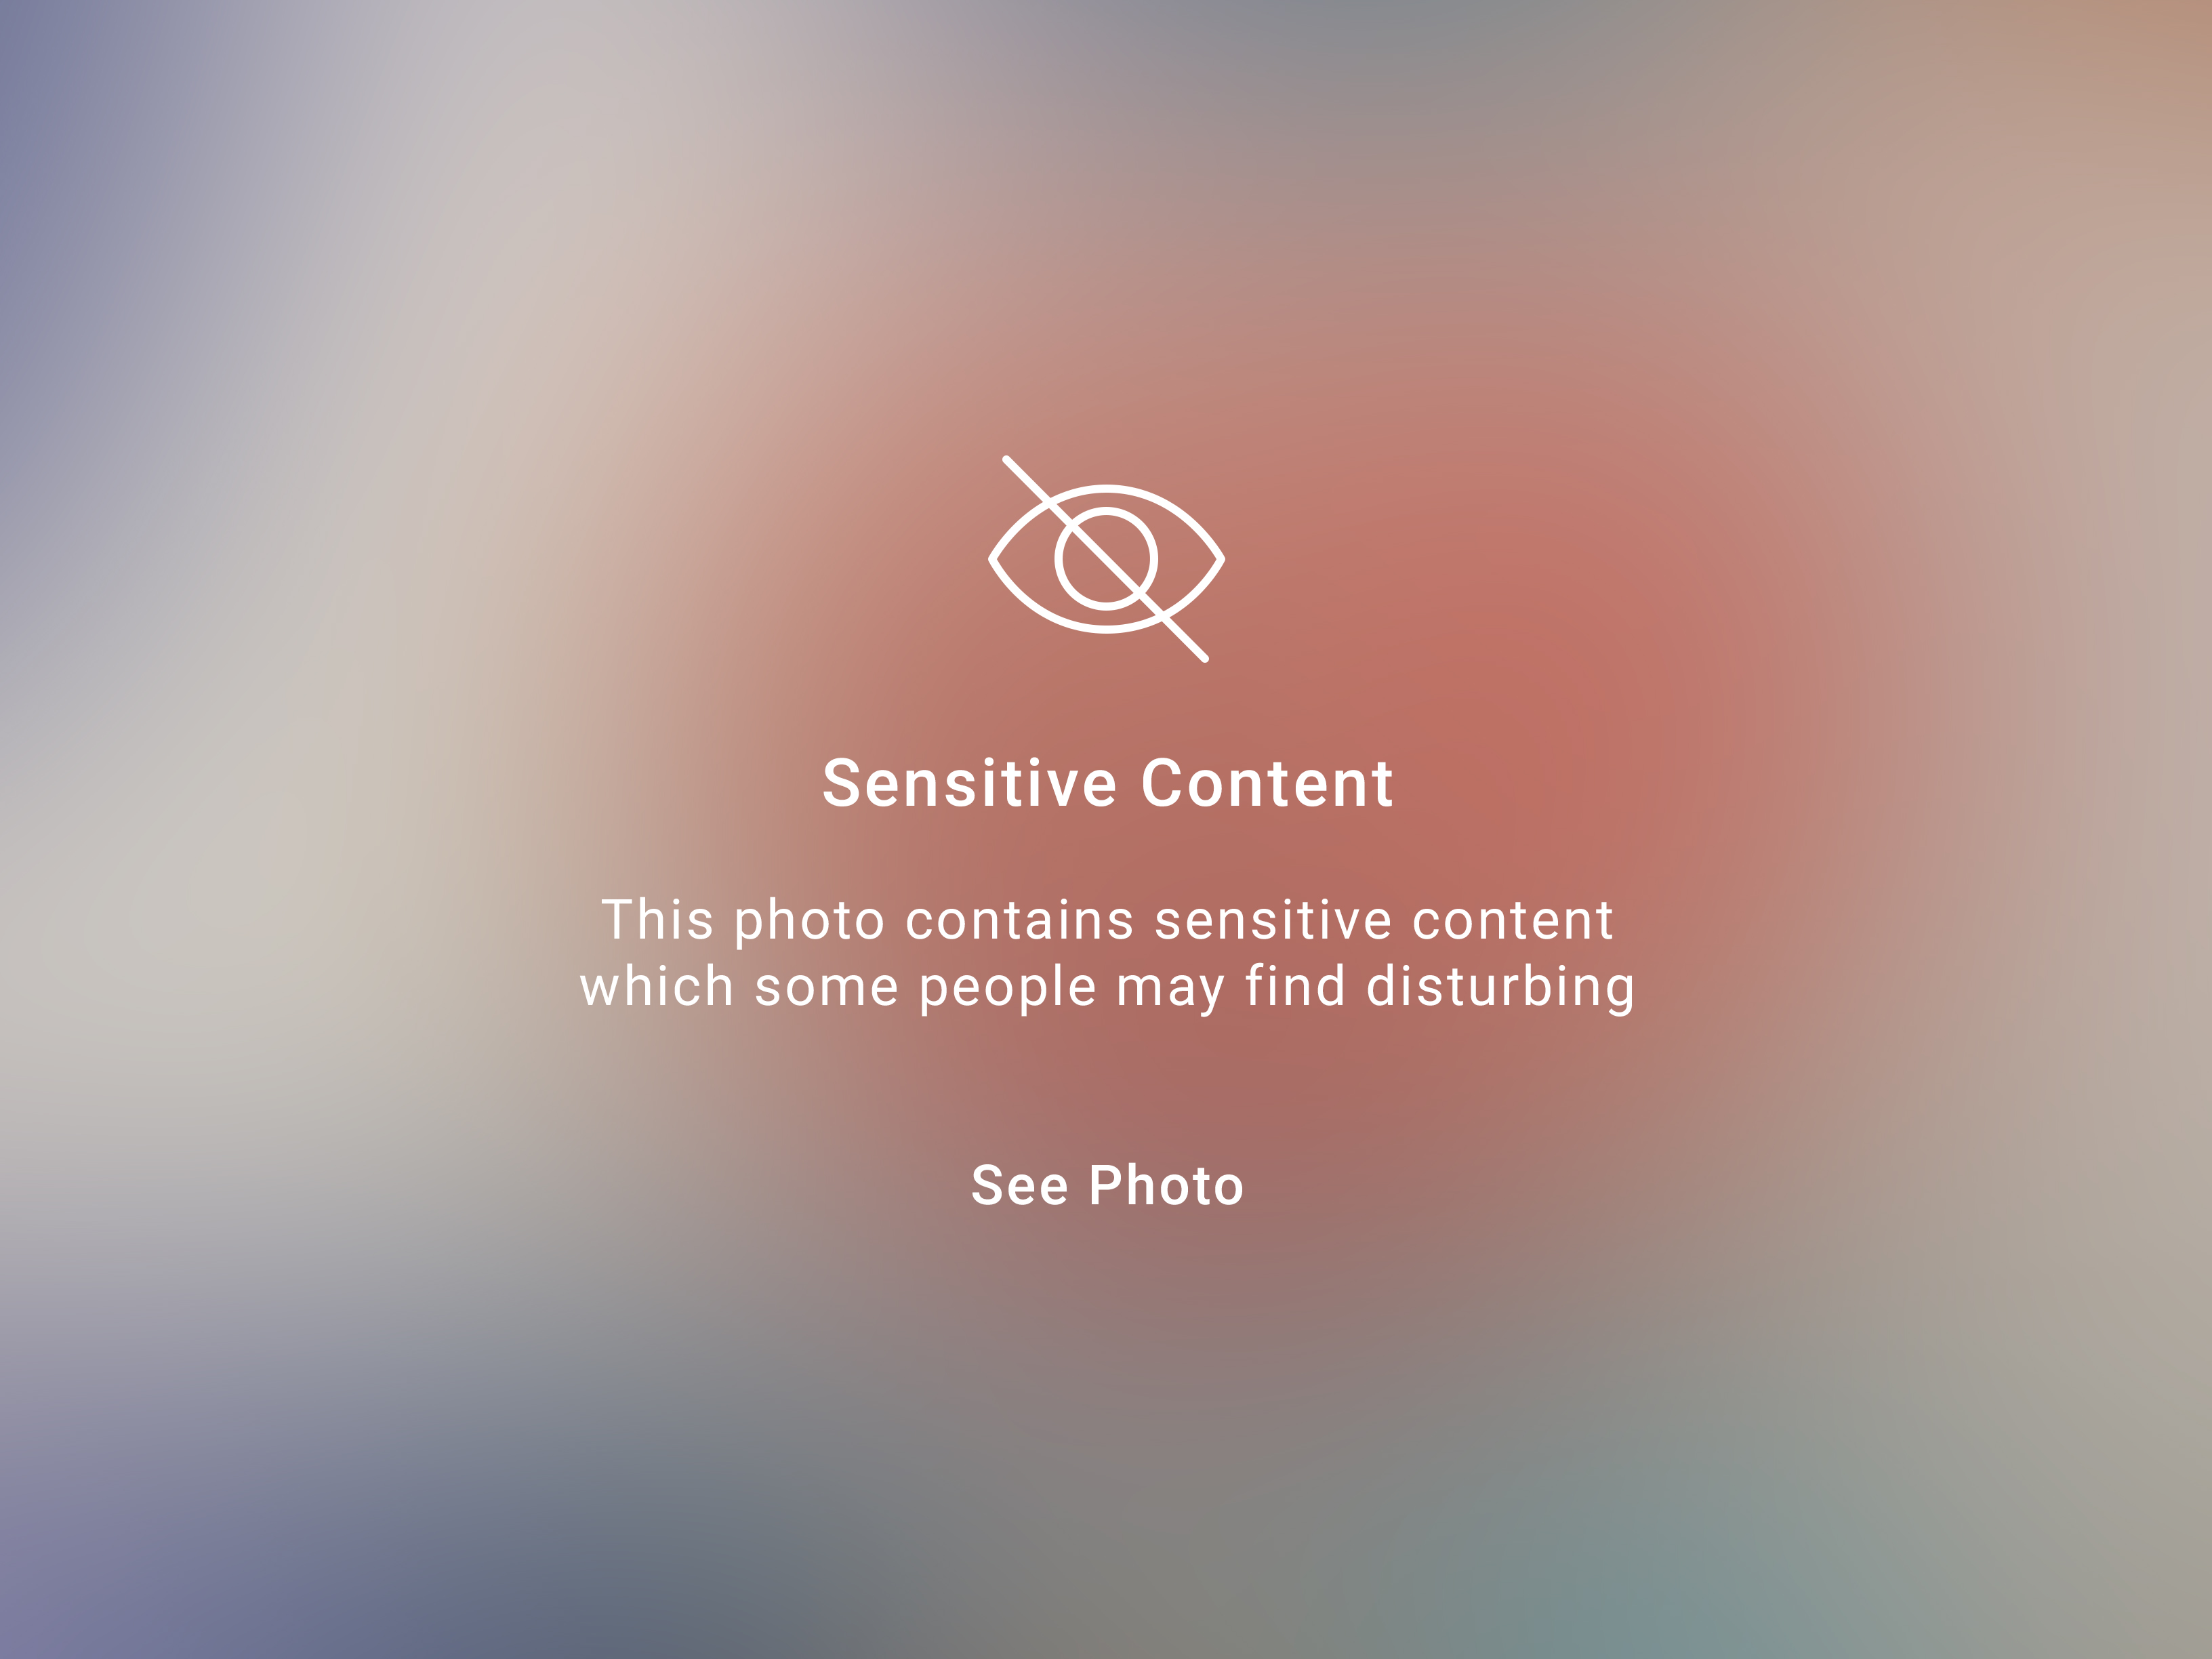 Sensitive Content
This photo contains sensitive content
which some people may find disturbing
See Photo